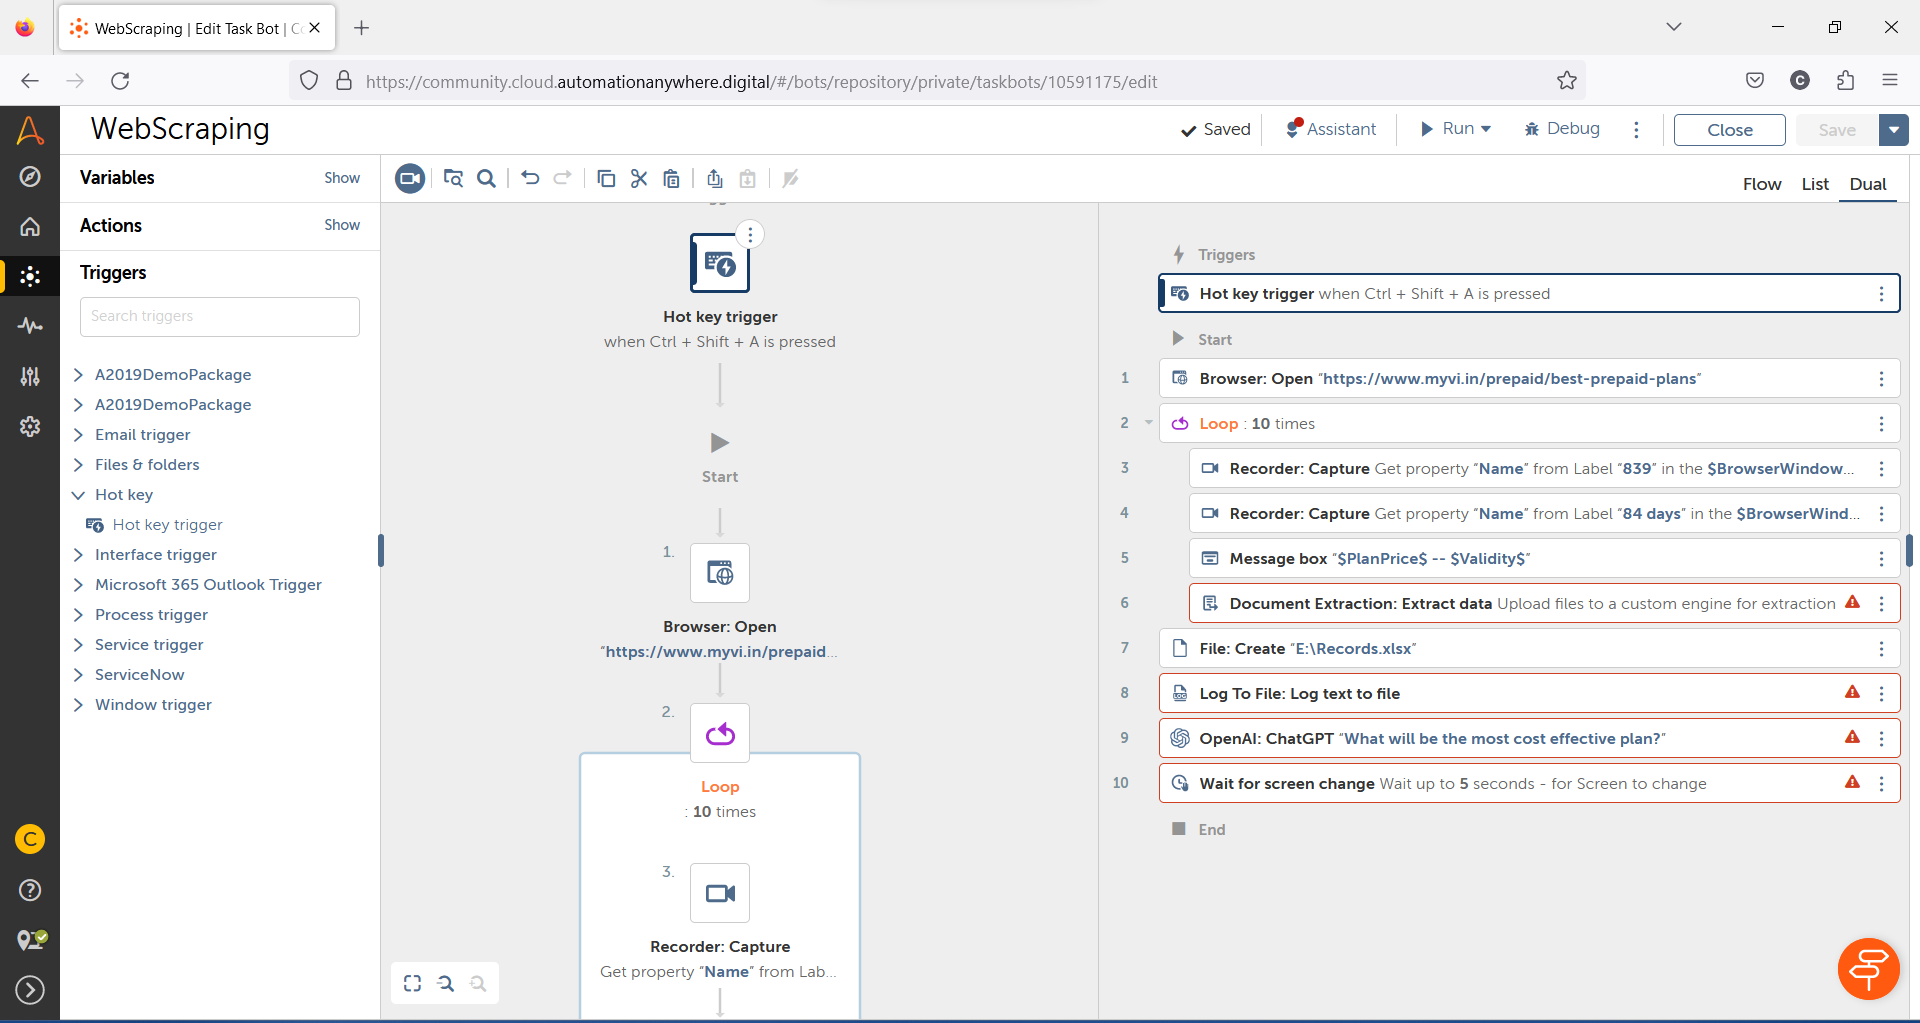 WebScraping | Edit Task Bot | Co
https://community.cloud.automationanywhere.digital/#/bots/repository/private/taskbots/10591175/edit
C
WebScraping
Saved
Assistant
Run
Debug
Close
Save
Variables
Show
Actions
Show
Triggers
Search triggers
A2019DemoPackage
A2019DemoPackage
Email trigger
Files & folders
Hot key
Hot key trigger
Interface trigger
Microsoft 365 Outlook Trigger
Process trigger
Service trigger
ServiceNow
Window trigger
C
Flow
List
Dual
Hot key trigger
when Ctrl + Shift + A is pressed
Start
1.
Browser: Open
"https://www.myvi.in/prepaid...
2.
Loop
: 10 times
3.
Recorder: Capture
Get property "Name" from Lab...
Triggers
Hot key trigger when Ctrl + Shift + A is pressed
Start
1 Browser: Open "https://www.myvi.in/prepaid/best-prepaid-plans"
2 Loop : 10 times
3 Recorder: Capture Get property "Name" from Label "839" in the $BrowserWindow...
4 Recorder: Capture Get property "Name" from Label "84 days" in the $BrowserWind...
5 Message box "$PlanPrice$ -- $Validity$"
6 Document Extraction: Extract data Upload files to a custom engine for extraction
7 File: Create "E:\Records.xlsx"
8 Log To File: Log text to file
9 OpenAI: ChatGPT "What will be the most cost effective plan?"
10 Wait for screen change Wait up to 5 seconds - for Screen to change
End